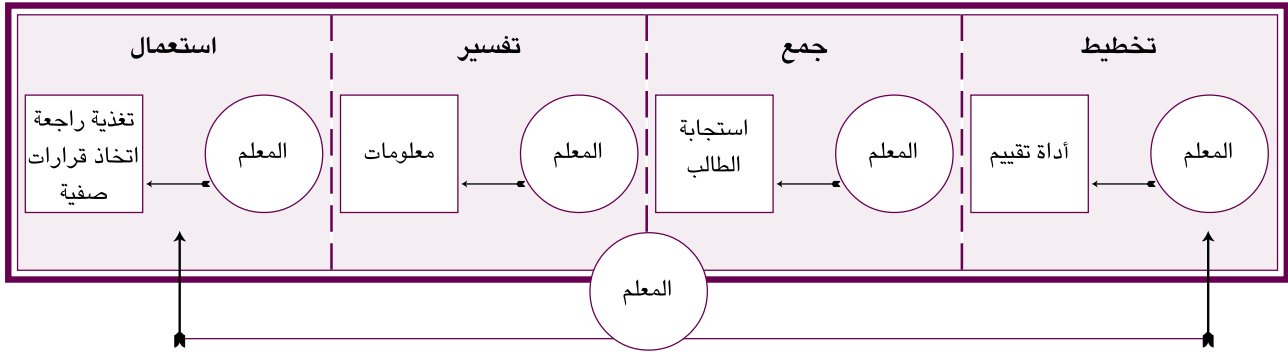 تخطيط
المعلم
أداة تقييم
جمع
المعلم
استجابة
الطالب
تفسير
المعلم
معلومات
استعمال
المعلم
تغذية راجعة
اتخاذ قرارات
صفية
المعلم